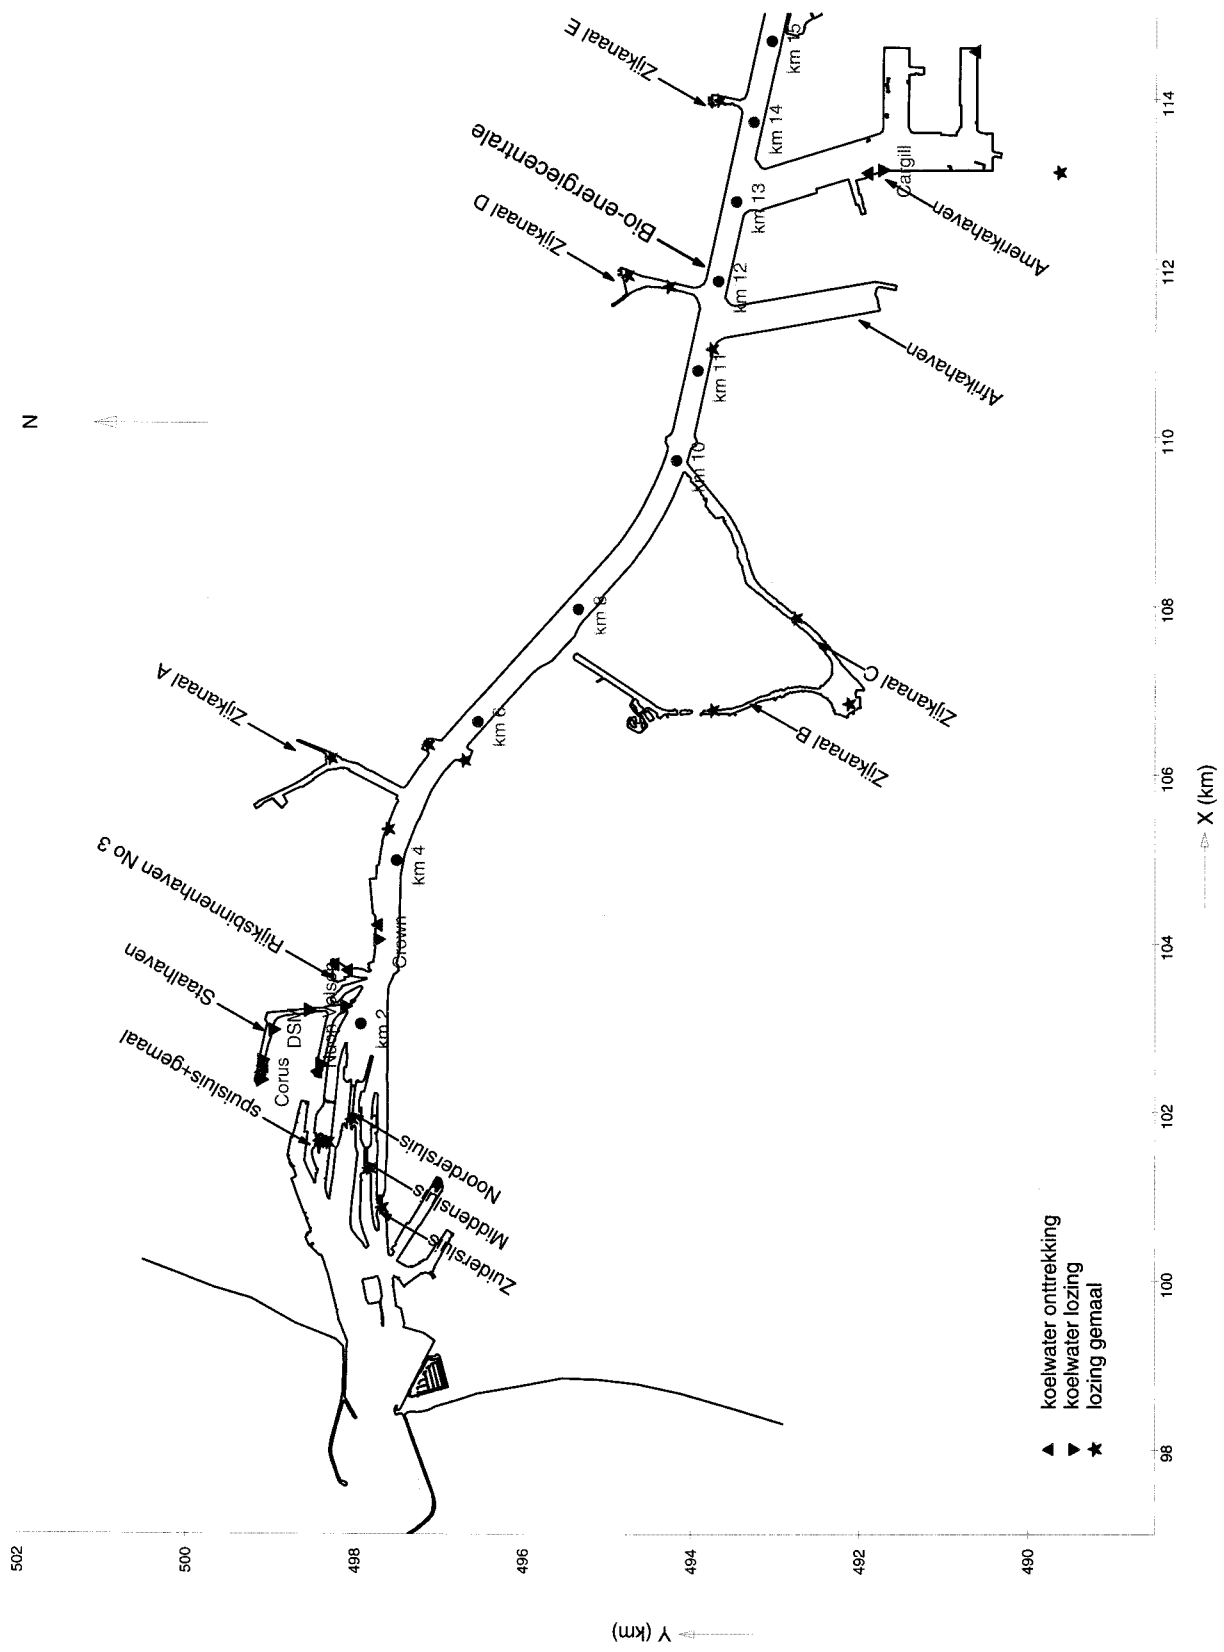 N
Zijkanaal E
Bio-energiecentrale
Zijkanaal D
Zijkanaal A
Rijksbinnenhaven No 3
Staalhaven
spuisluis+gemaal
km 15
km 14
km 13
km 12
km 11
km 10
km 8
km 6
km 4
km 2
Cargill
Amerikahaven
Afrikahaven
Zijkanaal C
Zijkanaal B
Crown
DSM
Corus
Noordersluis
Middensluis
Zuidersluis
koelwater onttrekking
koelwater lozing
lozing gemaal
98
100
102
104
106
108
110
112
114
X (km)
502
500
498
496
494
492
490
Y (km)